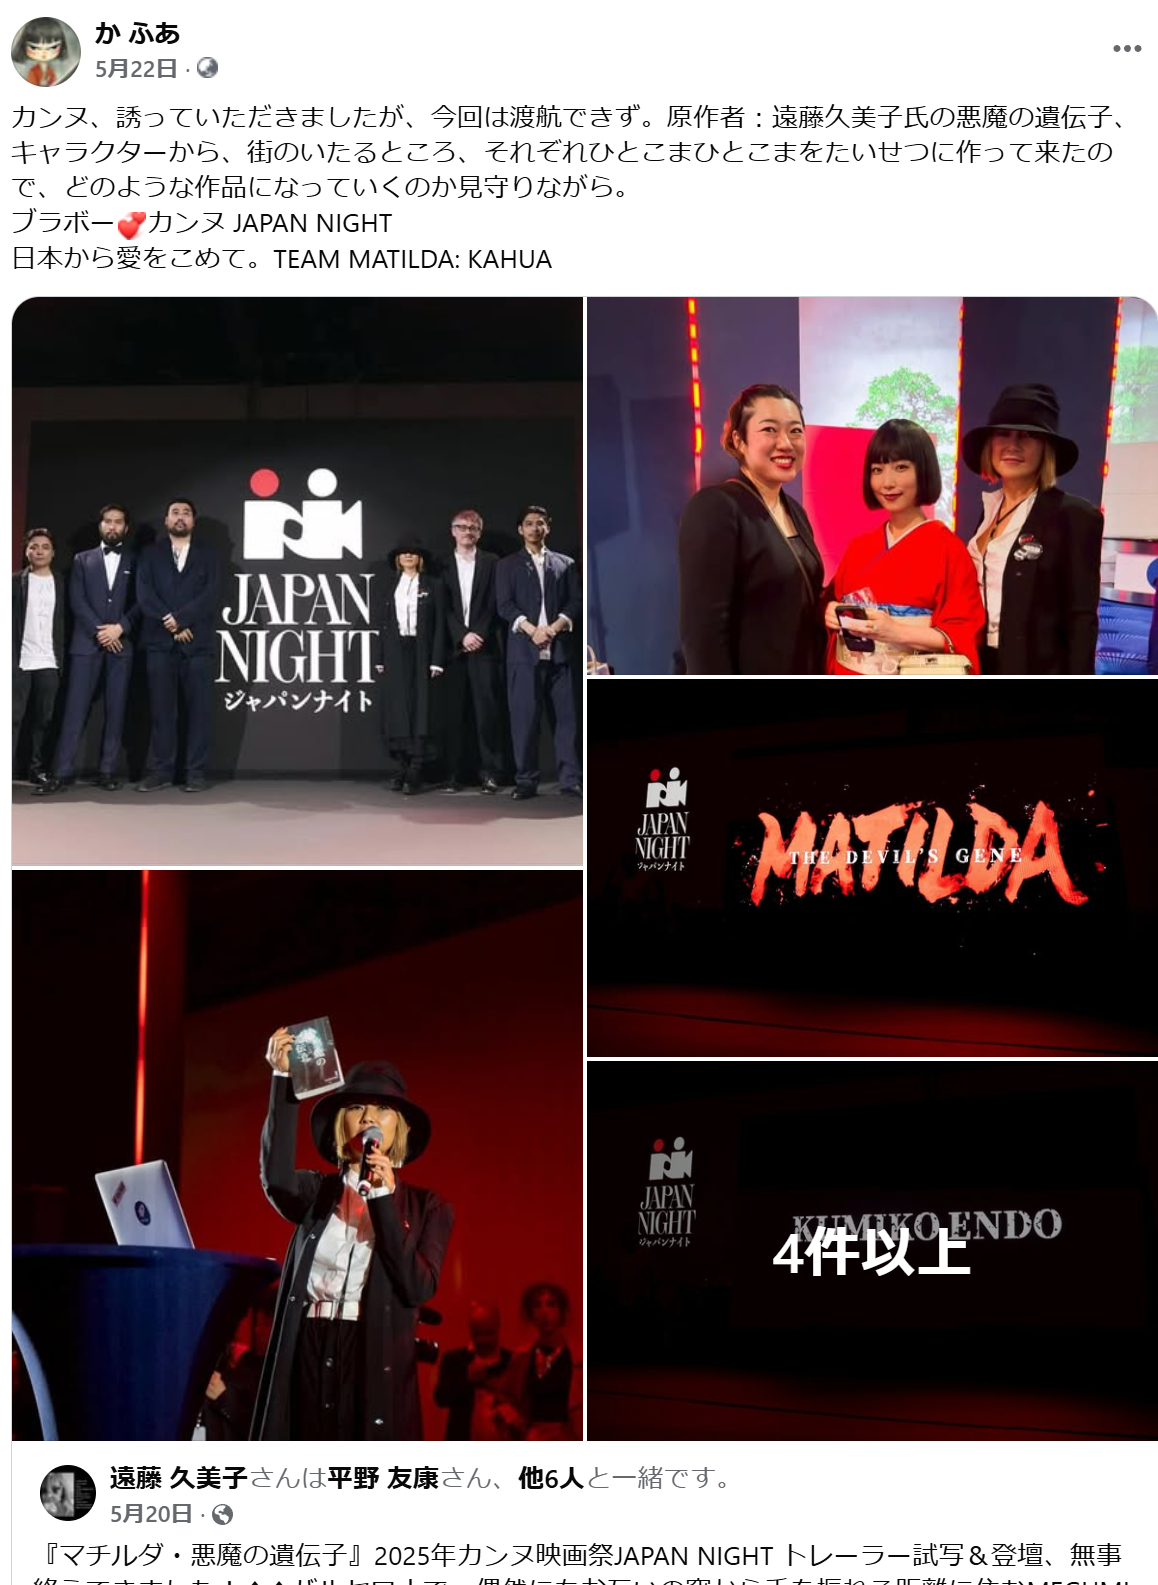 か ふあ
5月22日 ·
カンヌ、誘っていただきましたが、今回は渡航できず。原作者：遠藤久美子氏の悪魔の遺伝子、
キャラクターから、街のいたるところ、それぞれひとこまひとこまをたいせつに作って来たの
で、どのような作品になっていくのか見守りながら。
ブラボー💞カンヌ JAPAN NIGHT
日本から愛をこめて。TEAM MATILDA: KAHUA
JAPAN
NIGHT
ジャパンナイト
JAPAN
NIGHT
ジャパンナイト
MATILDA
THE DEVIL'S GENE
JAPAN
NIGHT
ジャパンナイト
KUMIKO ENDO
4件以上
遠藤 久美子さんは平野 友康さん、他6人と一緒です。
5月20日 ·
『マチルダ・悪魔の遺伝子』2025年カンヌ映画祭JAPAN NIGHT トレーラー試写＆登壇、無事